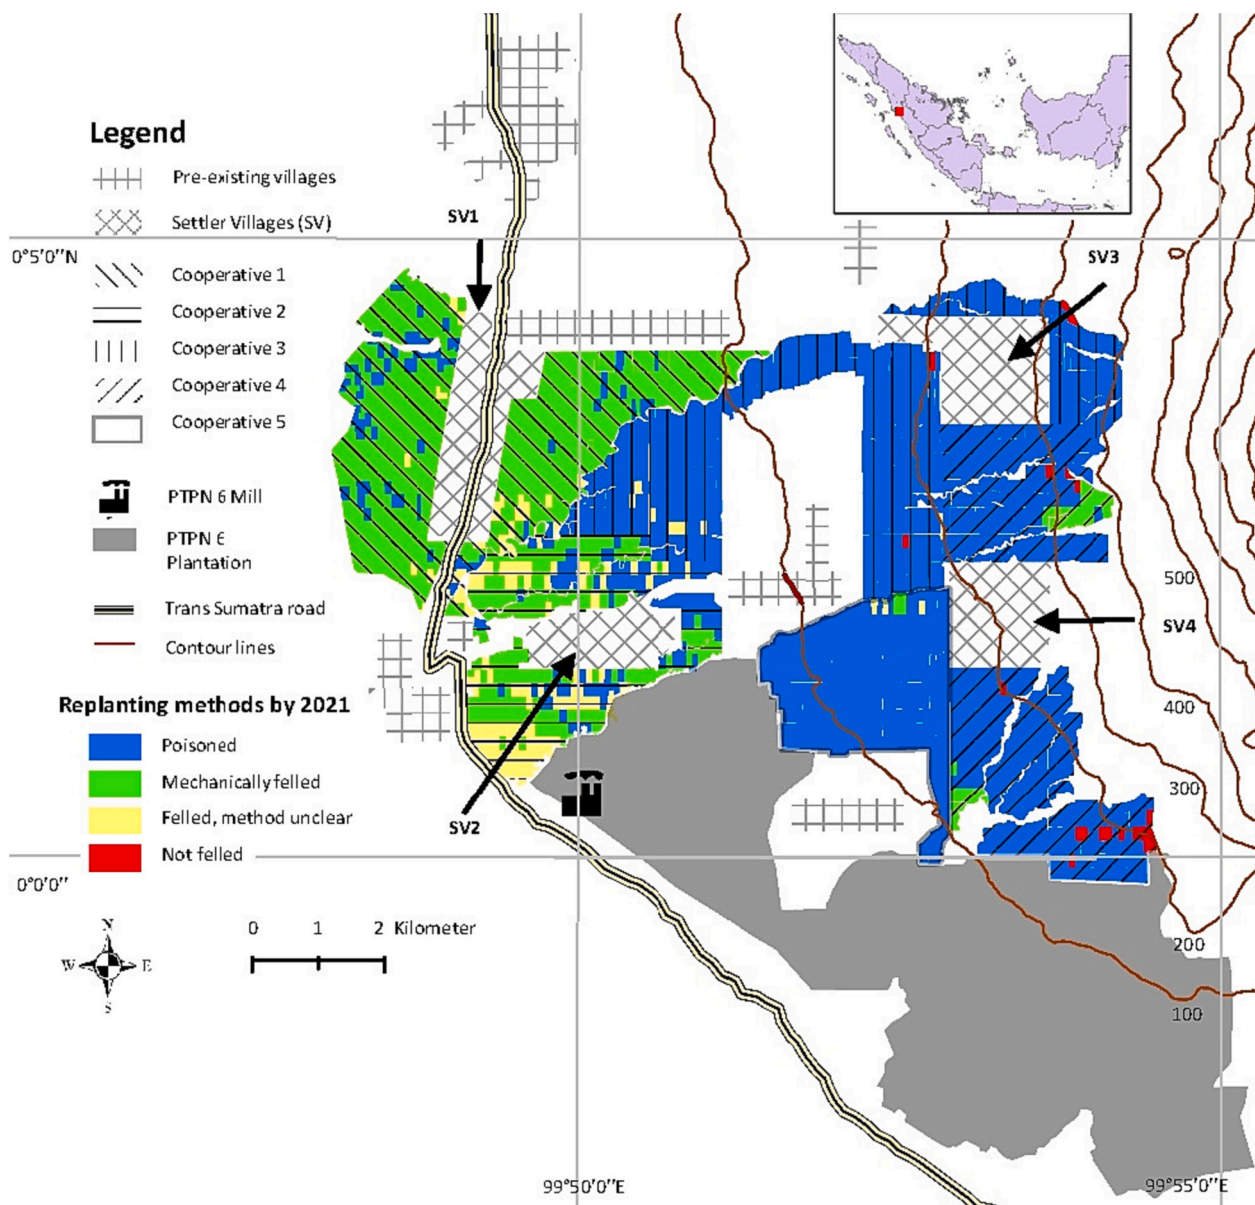 Legend
Pre-existing villages
Settler Villages (SV)
Cooperative 1
Cooperative 2
Cooperative 3
Cooperative 4
Cooperative 5
PTPN 6 Mill
PTPN 6
Plantation
Trans Sumatra road
Contour lines
Replanting methods by 2021
Poisoned
Mechanically felled
Felled, method unclear
Not felled
SV1
SV3
0°5'0''N
500
SV4
400
300
SV2
0°0'0''
200
100
N
W
E
S
0 1 2 Kilometer
99°50'0''E
99°55'0''E